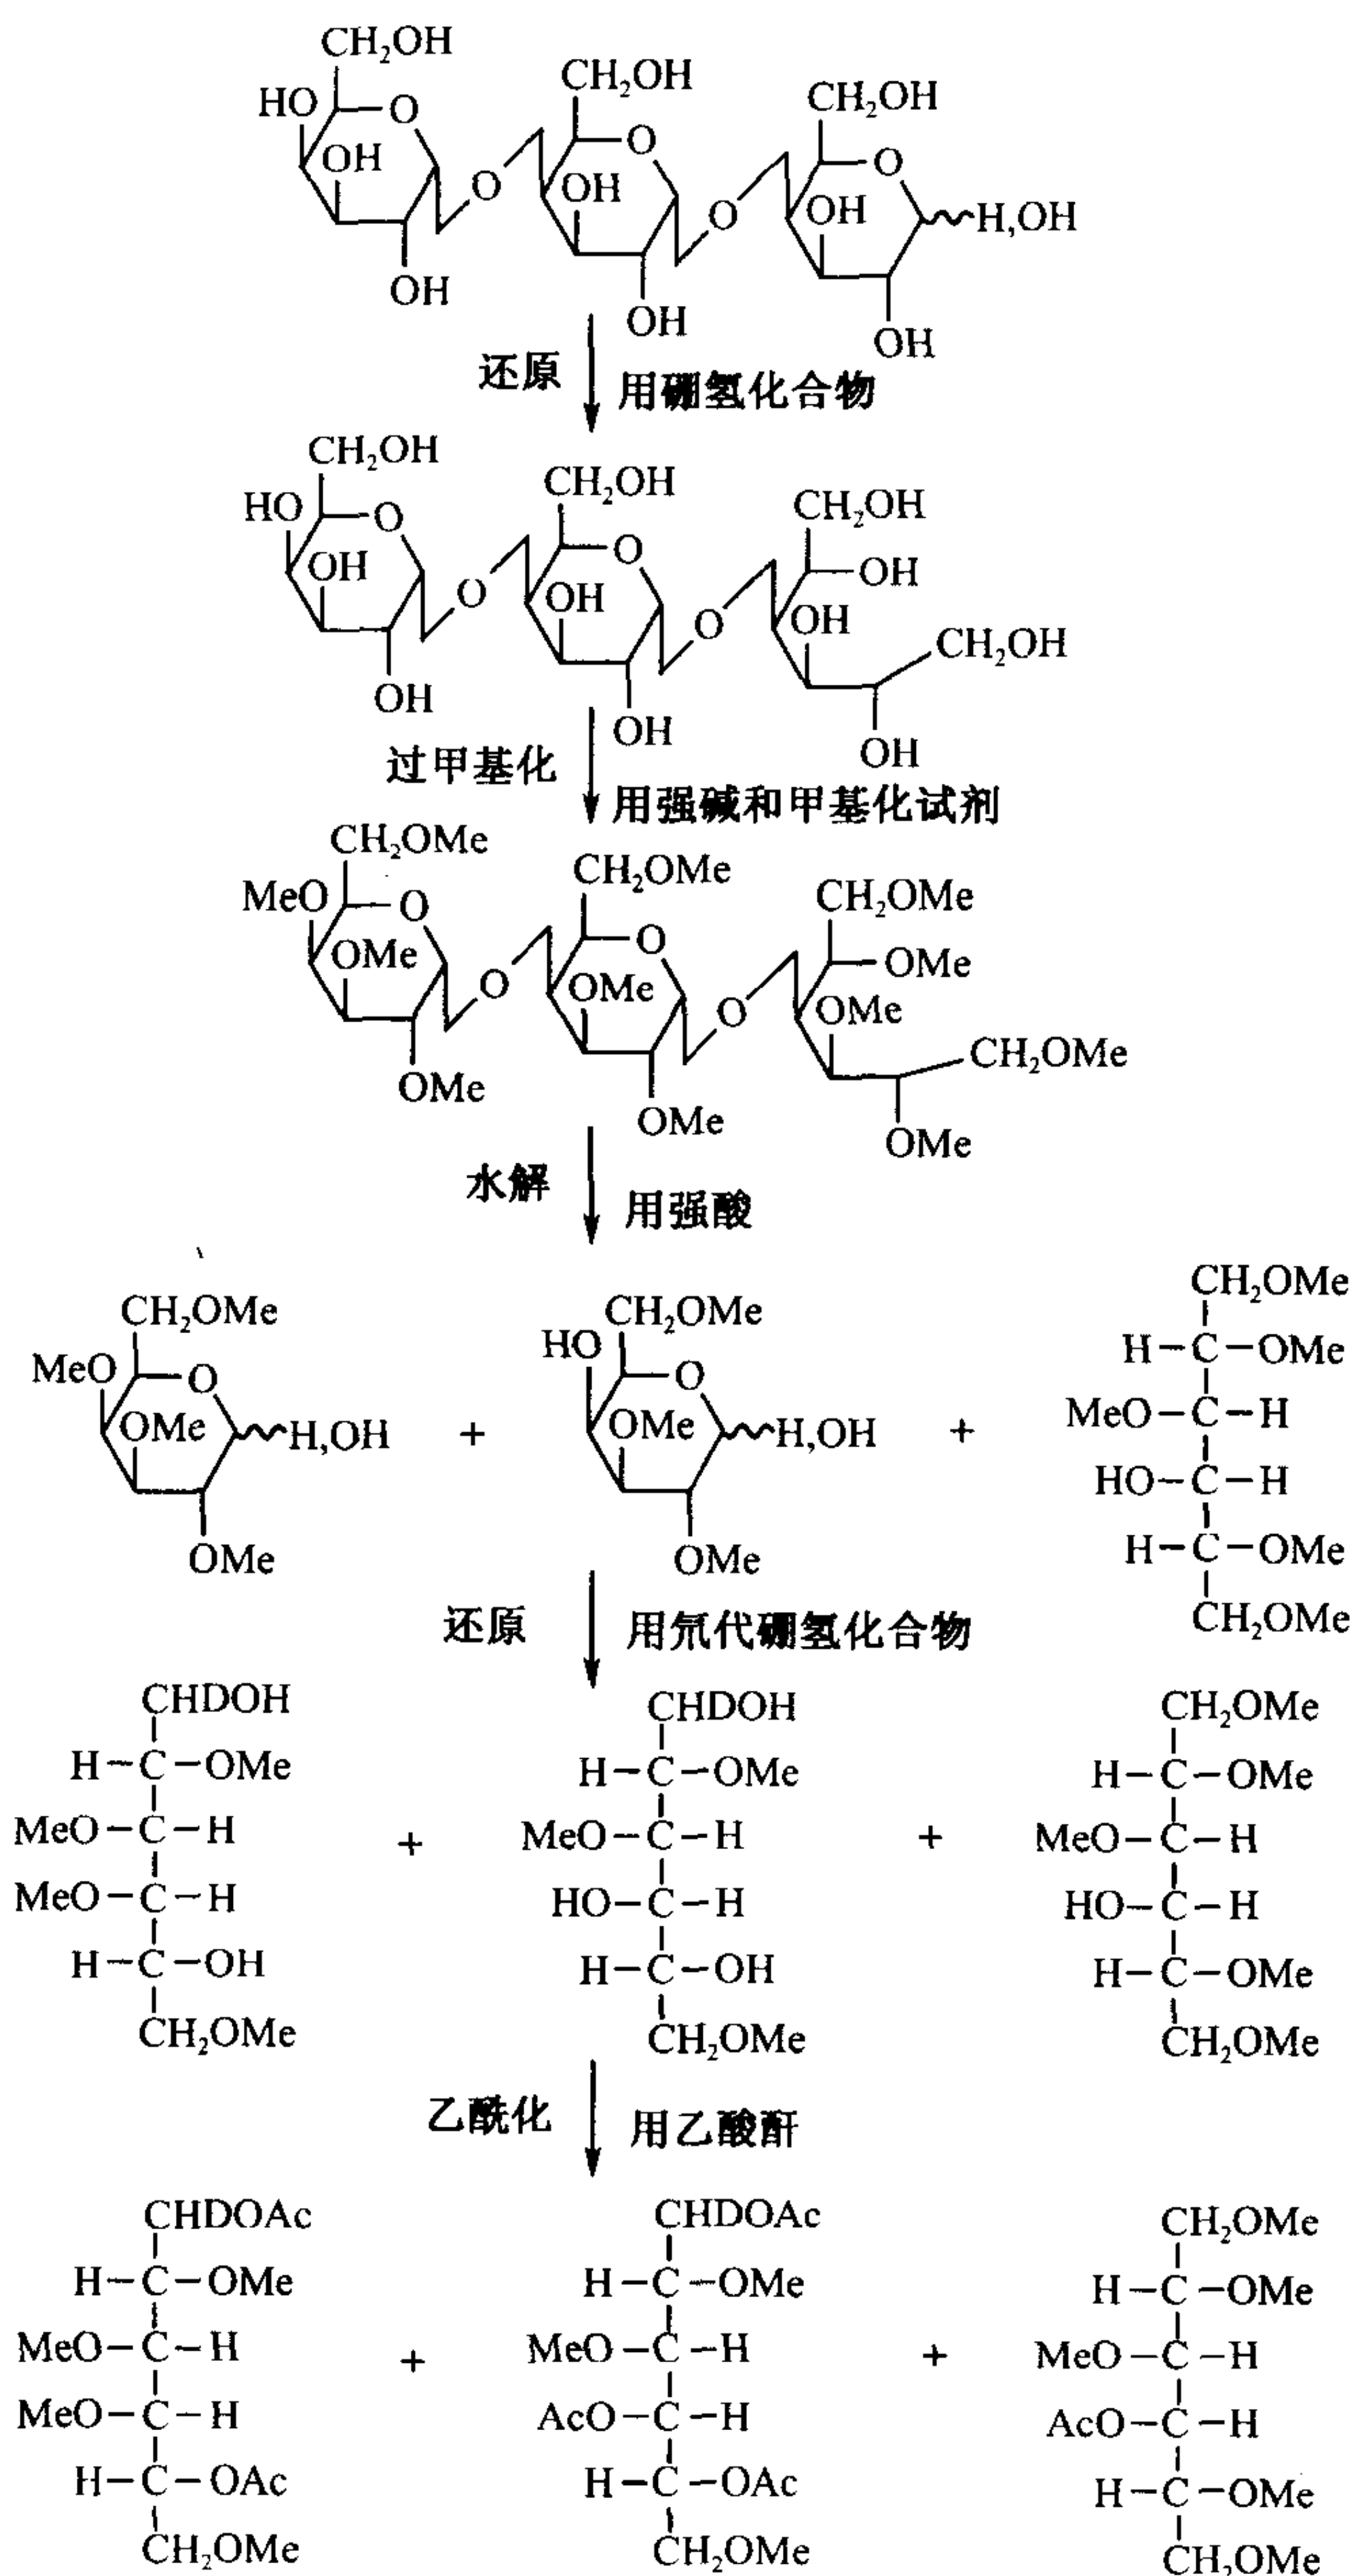 CH₂OH
CH₂OH
CH₂OH
HO O
O
O
OH
OH
OH
O
O
H,OH
OH
OH
OH
还原 用硼氢化合物
CH₂OH
CH₂OH
CH₂OH
HO O
O
OH
OH
OH
OH
O
O
CH₂OH
OH
OH
OH
过甲基化 用强碱和甲基化试剂
CH₂OMe
CH₂OMe
CH₂OMe
MeO O
O
OMe
OMe
OMe
OMe
O
O
CH₂OMe
OMe
OMe
OMe
水解 用强酸
CH₂OMe
CH₂OMe
CH₂OMe
HO
H-C-OMe
MeO O
O
MeO-C-H
OMe H,OH + OMe H,OH +
HO-C-H
OMe
OMe
H-C-OMe
CH₂OMe
还原 用氘代硼氢化合物
CHDOH CHDOH CH₂OMe
H-C-OMe H-C-OMe H-C-OMe
MeO-C-H + MeO-C-H + MeO-C-H
MeO-C-H HO-C-H HO-C-H
H-C-OH H-C-OH H-C-OMe
CH₂OMe CH₂OMe CH₂OMe
乙酰化 用乙酸酐
CHDOAc CHDOAc CH₂OMe
H-C-OMe H-C-OMe H-C-OMe
MeO-C-H + MeO-C-H + MeO-C-H
MeO-C-H AcO-C-H AcO-C-H
H-C-OAc H-C-OAc H-C-OMe
CH₂OMe CH₂OMe CH₂OMe